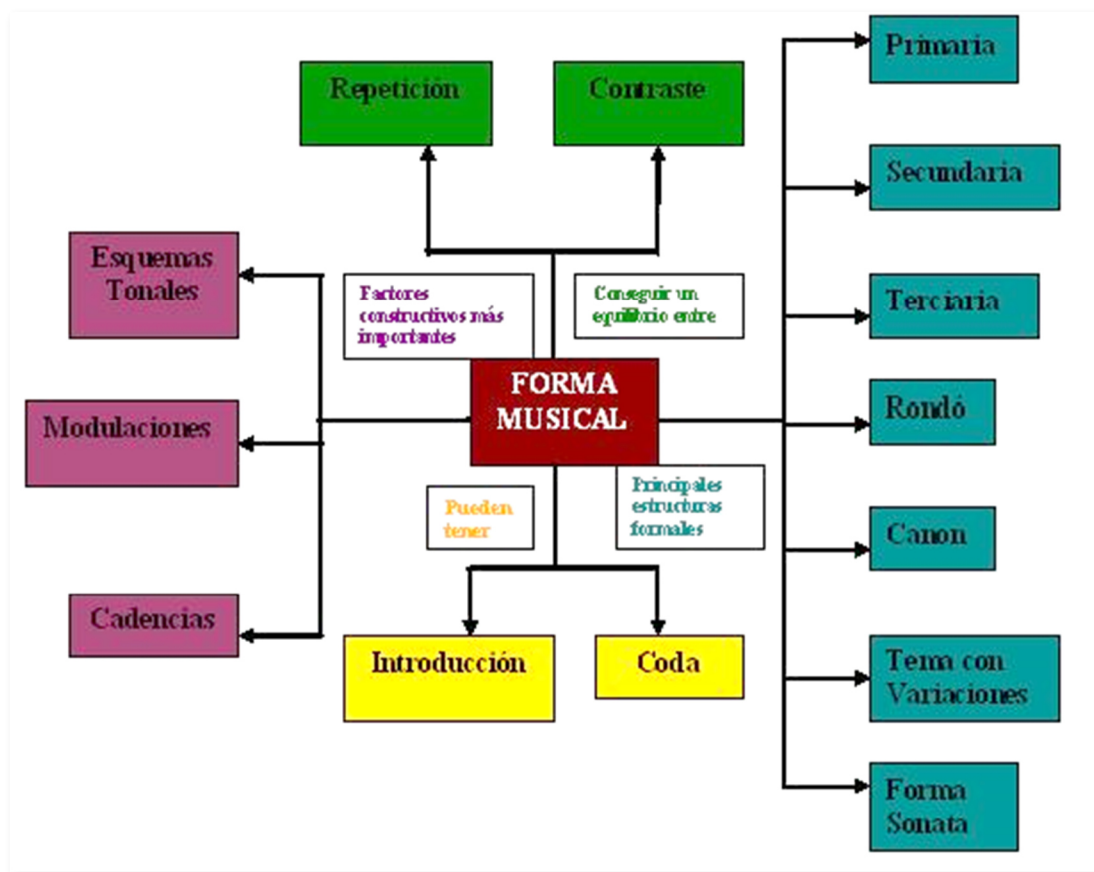 Primaria
Repetición
Contraste
Secundaria
Esquemas
Tonales
Factores
constructivos más
importantes
Conseguir un
equilibrio entre
Terciaria
FORMA
MUSICAL
Rondó
Modulaciones
Pueden
tener
Principales
estructuras
formales
Canon
Cadencias
Introducción
Coda
Tema con
Variaciones
Forma
Sonata